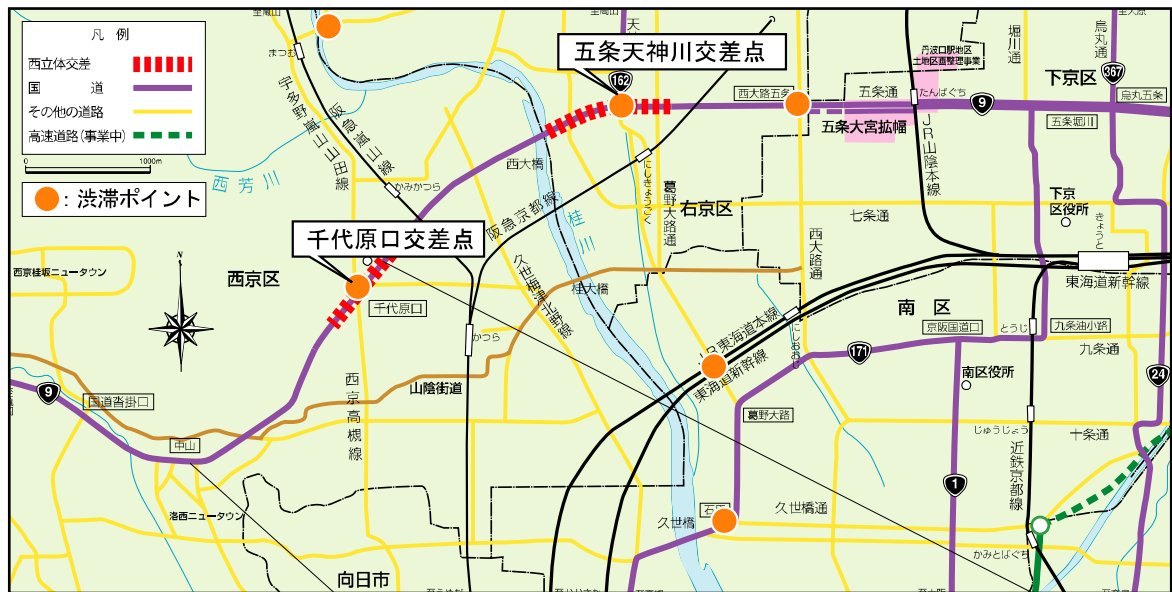 凡 例
西立体交差
国 道
その他の道路
高速道路(事業中)
0
1000m
:渋滞ポイント
至嵐山
至高山
まつむ
宇多野嵐山山田線
阪急嵐山線
西芳川
かみかつら
五条天神川交差点
162
西大路五条
五条通
たんばぐち
丹波口駅地区
土地区画整理事業
堀川通
烏丸通
下京区
367
烏丸五条
9
五条堀川
五条大宮拡幅
JR山陰本線
西大橋
にしきょうごく
葛野大路通
右京区
七条通
下京
区役所
きょうと
西大路通
阪急京都線
桂川
千代原口交差点
西京桂坂ニュータウン
西京区
千代原口
久世梅津北野線
桂大橋
東海道新幹線
南 区
京阪国道口
とうじ
九条油小路
九条通
かつら
JR東海道本線
東海道新幹線
にしおおじ
171
南区役所
24
9
国道沓掛口
山陰街道
西京高槻線
中山
葛野大路
じゅうじょう
十条通
近鉄京都線
1
洛西ニュータウン
久世橋
久世橋通
かみとばぐち
向日市